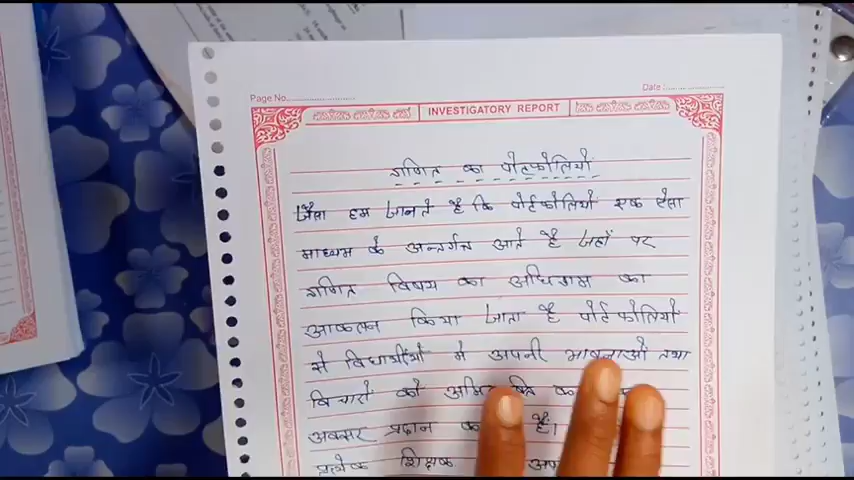 Page No. Date :
INVESTIGATORY REPORT
गणित का पोर्टफोलियो
जैसा हम जानते है कि पोर्टफोलियो एक ऐसा
माध्यम के अन्तर्गत आते है जहाँ पर
गणित विषय का अधिगम का
आकलन किया जाता है पोर्टफोलियो
से विद्यार्थीयो मे अपनी भावनाओं तथा
विचारो को
अवसर प्रदान है।
प्रत्येक शिक्षक